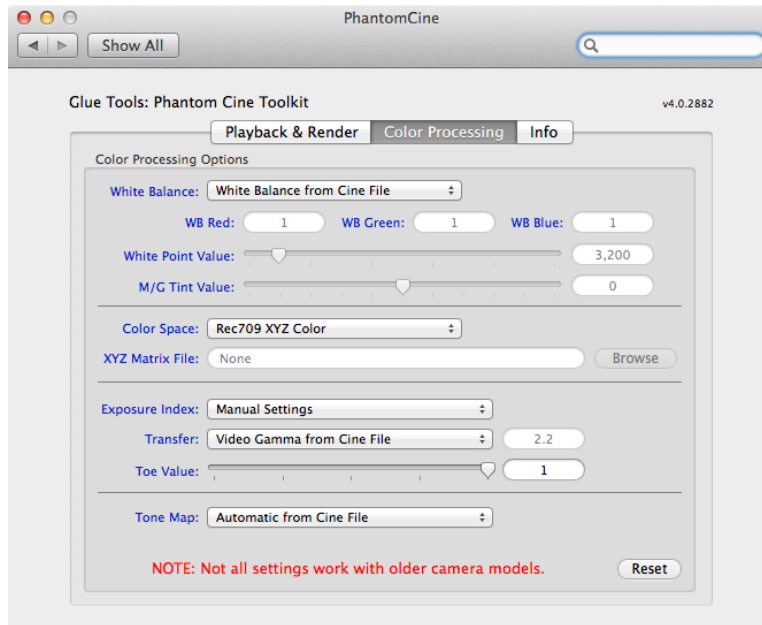 PhantomCine
Show All
Glue Tools: Phantom Cine Toolkit v4.0.2882
Playback & Render Color Processing Info
Color Processing Options
White Balance: White Balance from Cine File
WB Red: 1 WB Green: 1 WB Blue: 1
White Point Value: 3,200
M/G Tint Value: 0
Color Space: Rec709 XYZ Color
XYZ Matrix File: None Browse
Exposure Index: Manual Settings
Transfer: Video Gamma from Cine File 2.2
Toe Value: 1
Tone Map: Automatic from Cine File
NOTE: Not all settings work with older camera models. Reset